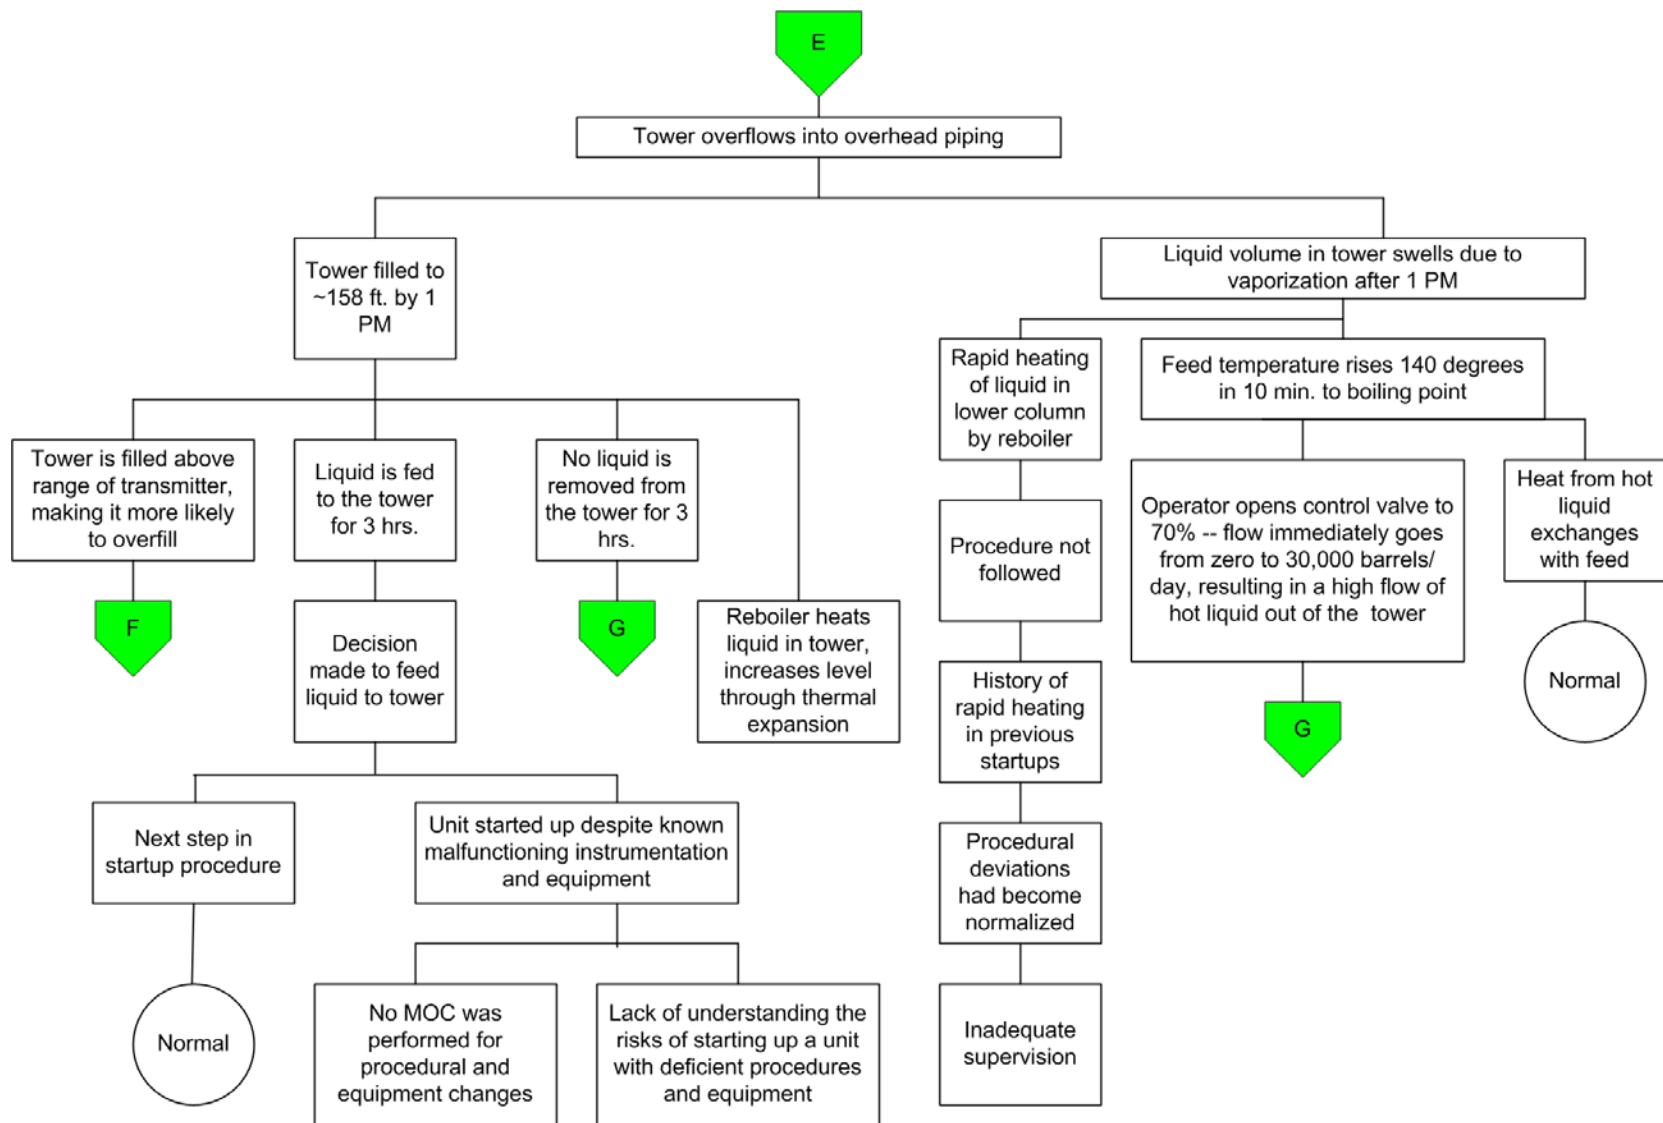 E
Tower overflows into overhead piping
Tower filled to
~158 ft. by 1
PM
Liquid volume in tower swells due to
vaporization after 1 PM
Tower is filled above
range of transmitter,
making it more likely
to overfill
Liquid is fed
to the tower
for 3 hrs.
No liquid is
removed from
the tower for 3
hrs.
Reboiler heats
liquid in tower,
increases level
through thermal
expansion
Rapid heating
of liquid in
lower column
by reboiler
Feed temperature rises 140 degrees
in 10 min. to boiling point
F
Decision
made to feed
liquid to tower
G
Procedure not
followed
Operator opens control valve to
70% -- flow immediately goes
from zero to 30,000 barrels/
day, resulting in a high flow of
hot liquid out of the tower
Heat from hot
liquid
exchanges
with feed
History of
rapid heating
in previous
startups
G
Normal
Next step in
startup procedure
Unit started up despite known
malfunctioning instrumentation
and equipment
Procedural
deviations
had become
normalized
Normal
No MOC was
performed for
procedural and
equipment changes
Lack of understanding the
risks of starting up a unit
with deficient procedures
and equipment
Inadequate
supervision